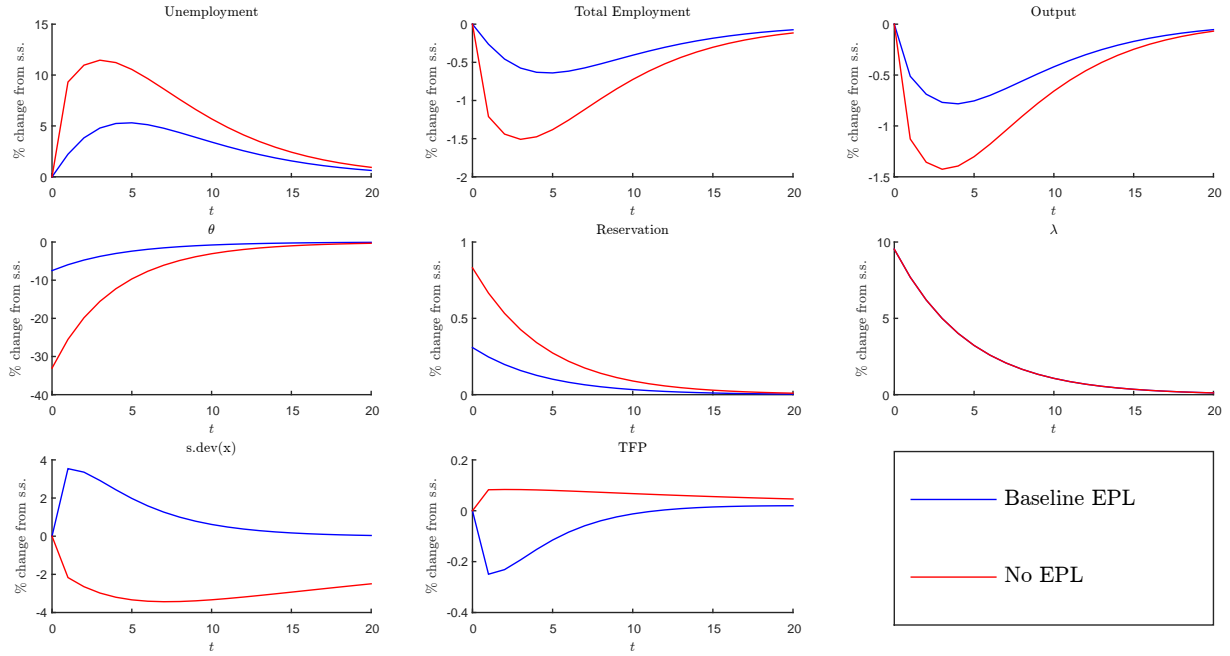 Unemployment
15
10
5
0
% change from s.s.
0 5 10 15 20
t
Total Employment
0
-0.5
-1
-1.5
-2
% change from s.s.
0 5 10 15 20
t
Output
0
-0.5
-1
-1.5
% change from s.s.
0 5 10 15 20
t
θ
0
-10
-20
-30
-40
% change from s.s.
0 5 10 15 20
t
Reservation
1
0.5
0
% change from s.s.
0 5 10 15 20
t
λ
10
5
0
% change from s.s.
0 5 10 15 20
t
s.dev(x)
4
2
0
-2
-4
% change from s.s.
0 5 10 15 20
t
TFP
0.2
0
-0.2
-0.4
% change from s.s.
0 5 10 15 20
t
Baseline EPL
No EPL